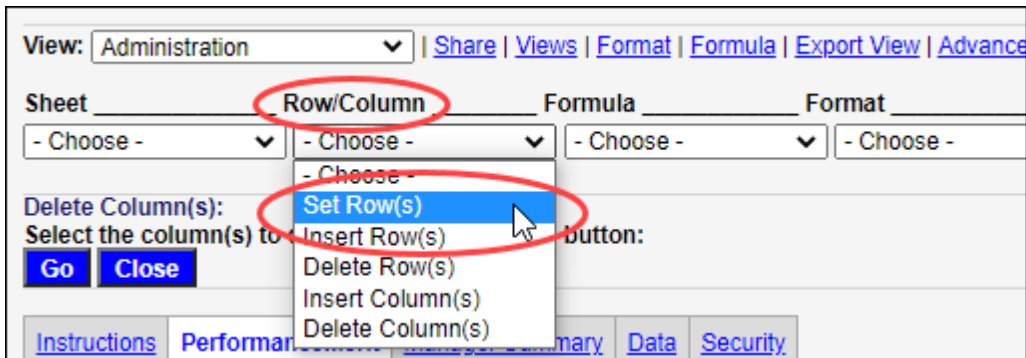 View: Administration | Share | Views | Format | Formula | Export View | Advance
Sheet Row/Column Formula Format
- Choose - - Choose - - Choose - - Choose -
- Choose -
Set Row(s)
Delete Column(s):
Select the column(s) to button:
Insert Row(s)
Go Close
Delete Row(s)
Insert Column(s)
Delete Column(s)
Instructions Data Security